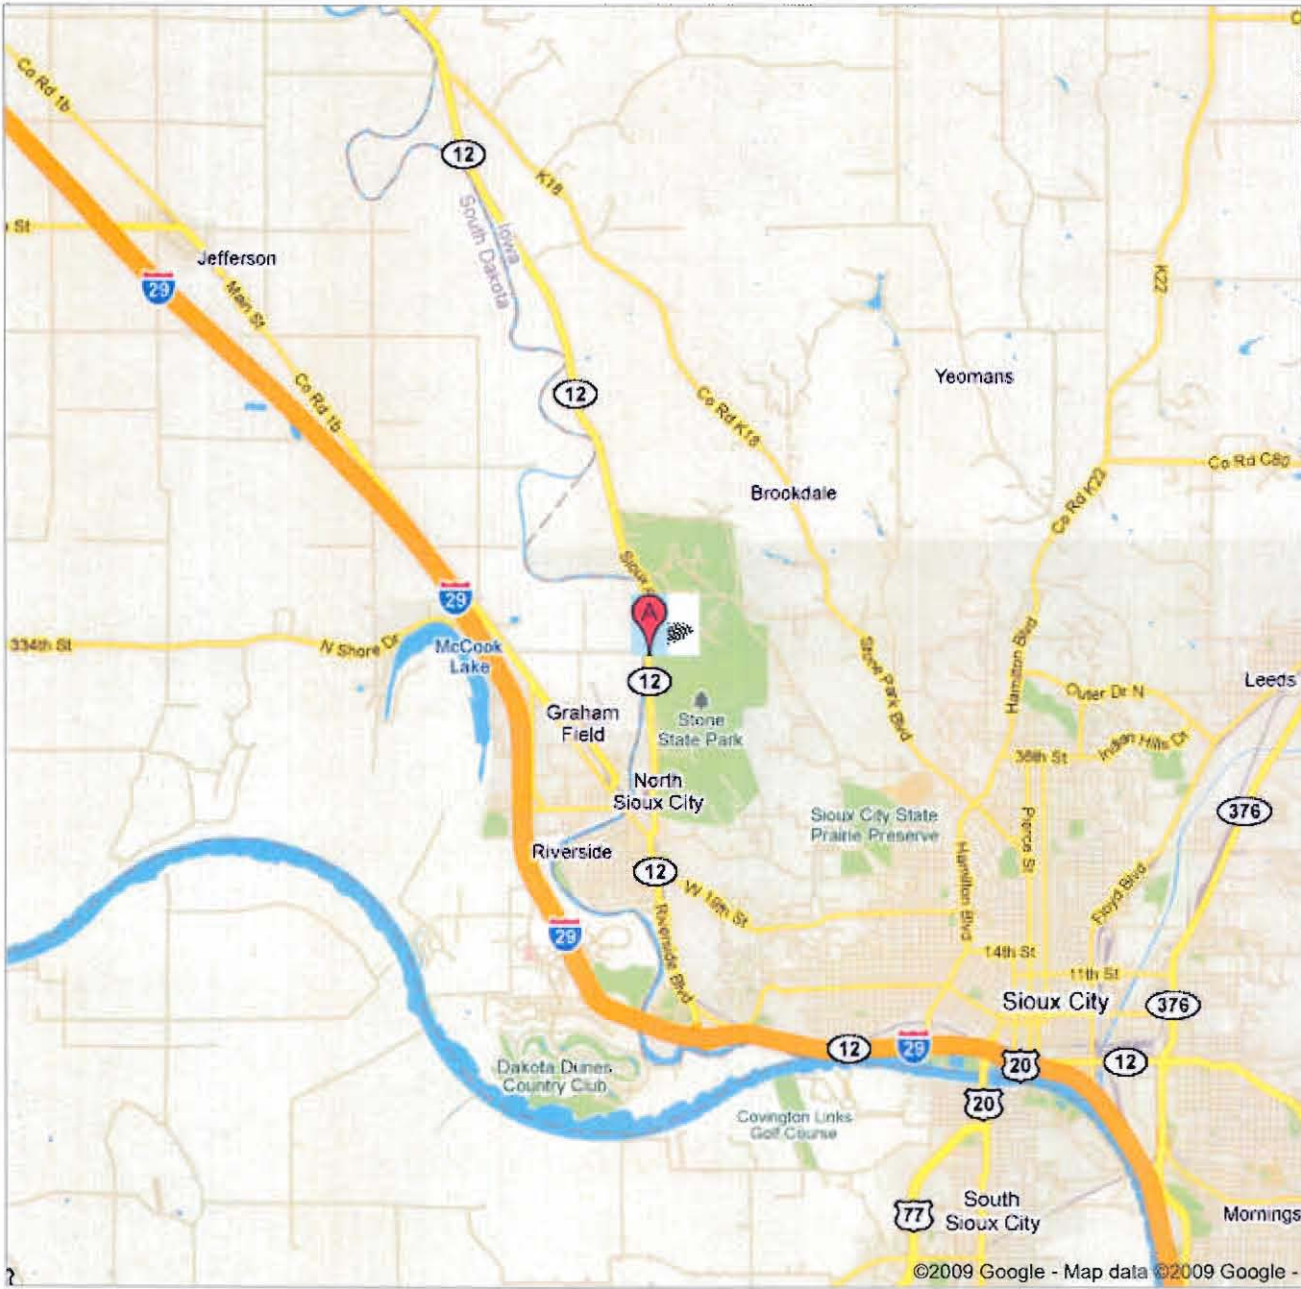 Co Rd 1b
12
K18
Iowa
South Dakota
Jefferson
29
Main St
K22
Co Rd 1b
12
Yeomans
Co Rd K18
Co Rd C80
Brookdale
Co Rd K22
29
A
334th St
N Shore Dr
McCook
Lake
12
Hamilton Blvd
Stone Park Blvd
Leeds
Outer Dr N
Graham
Field
Stone
State Park
Indian Hills Dr
36th St
North
Sioux City
Sioux City State
Prairie Preserve
Pierce St
376
Riverside
12
W 19th St
Hamilton Blvd
Floyd Blvd
29
Riverside Blvd
14th St
11th St
Sioux City
376
12
29
20
12
Dakota Dunes
Country Club
20
Covington Links
Golf Course
77
South
Sioux City
Mornings
©2009 Google - Map data ©2009 Google -